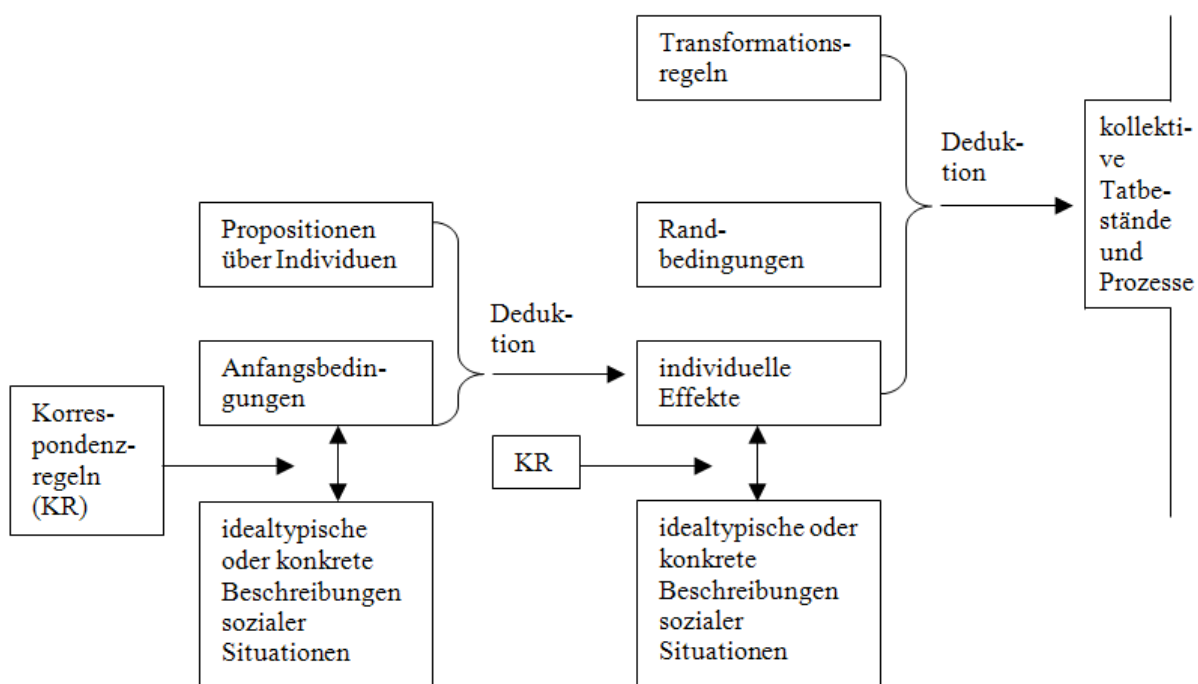 Transformations-
regeln
Deduk-
tion
kollekti-
ve
Tatbe-
stände
und
Prozesse
Propositionen
über Individuen
Rand-
bedingungen
Deduk-
tion
Anfangsbedin-
gungen
individuelle
Effekte
Korres-
pondenz-
regeln
(KR)
KR
idealtypische
oder konkrete
Beschreibungen
sozialer
Situationen
idealtypische oder
konkrete
Beschreibungen
sozialer
Situationen